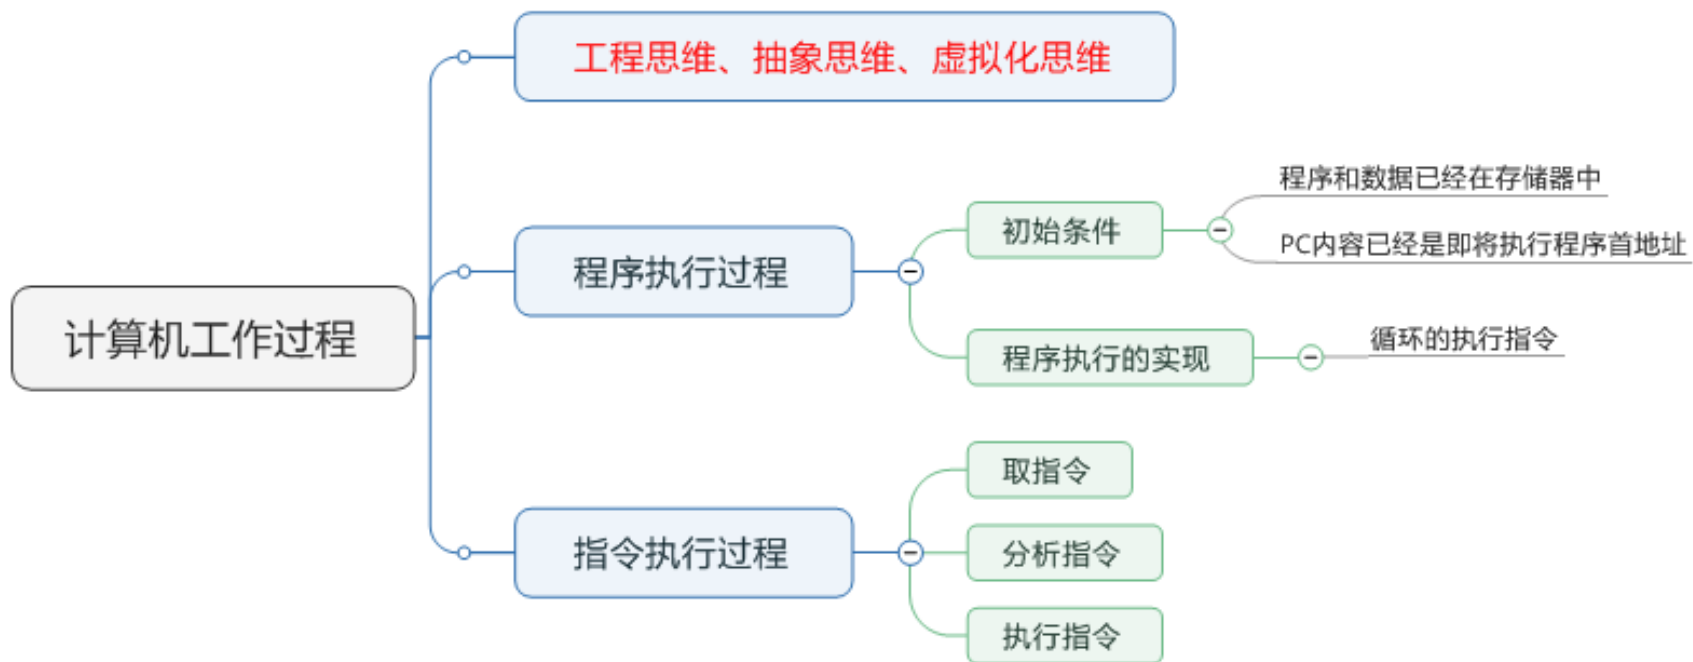 工程思维、抽象思维、虚拟化思维
程序和数据已经在存储器中
初始条件
PC内容已经是即将执行程序首地址
程序执行过程
计算机工作过程
循环的执行指令
程序执行的实现
取指令
指令执行过程
分析指令
执行指令